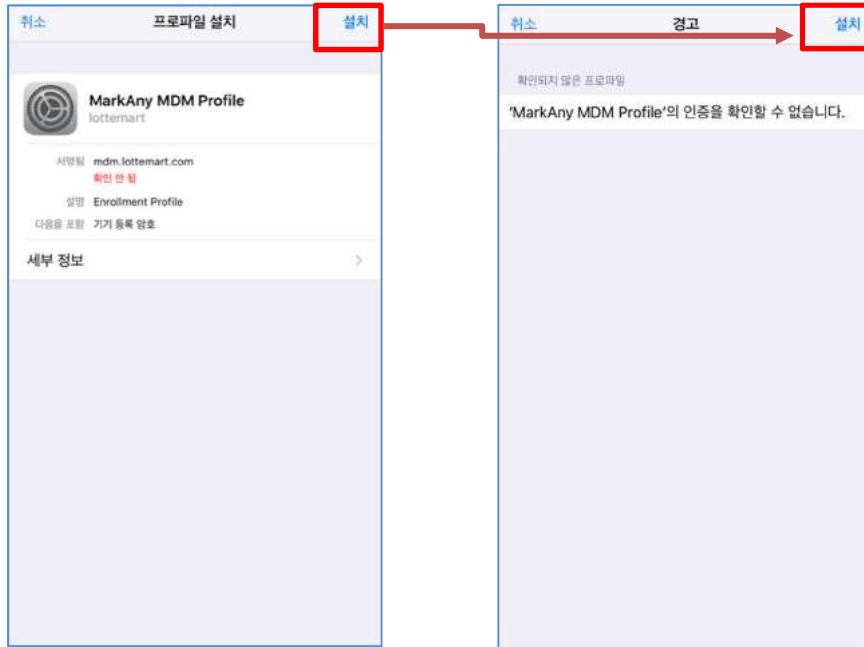 취소 프로파일 설치 설치
MarkAny MDM Profile
lottemart
서명됨 mdm.lottemart.com
확인 안 됨
설명 Enrollment Profile
다음을 포함 기기 등록 암호
세부 정보
취소 경고 설치
확인되지 않은 프로파일
'MarkAny MDM Profile'의 인증을 확인할 수 없습니다.